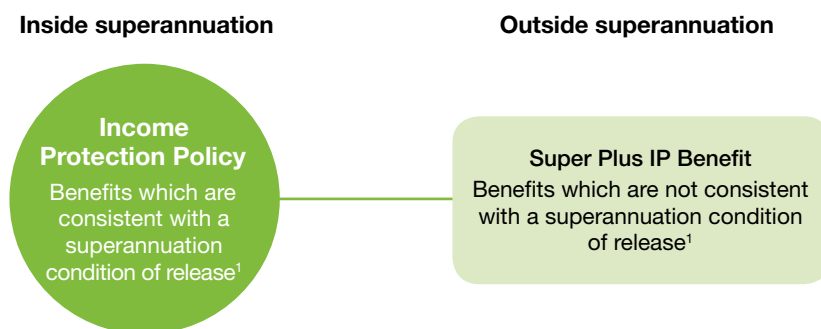 Inside superannuation
Outside superannuation
Income
Protection Policy
Benefits which are
consistent with a
superannuation
condition of release¹
Super Plus IP Benefit
Benefits which are not consistent
with a superannuation condition
of release¹